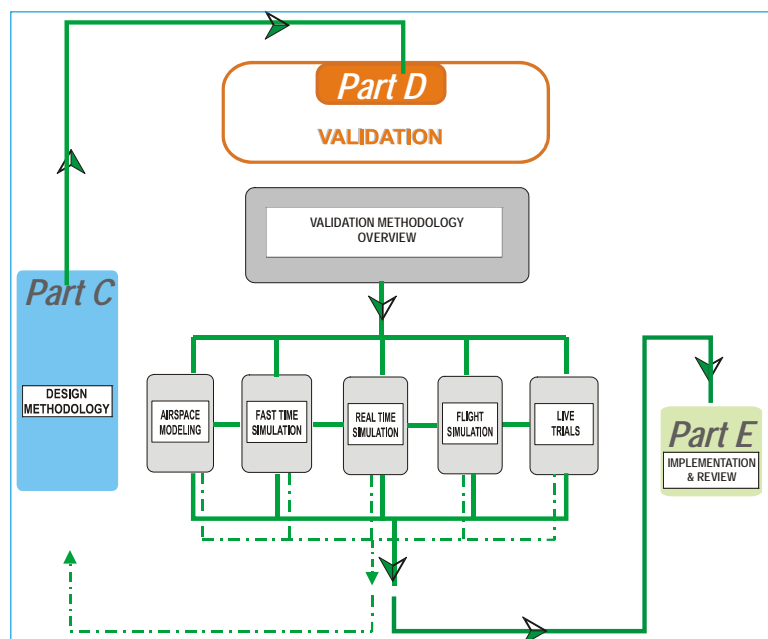 Part D
VALIDATION
VALIDATION METHODOLOGY
OVERVIEW
Part C
DESIGN
METHODOLOGY
AIRSPACE
MODELING
FAST TIME
SIMULATION
REAL TIME
SIMULATION
FLIGHT
SIMULATION
LIVE
TRIALS
Part E
IMPLEMENTATION
& REVIEW